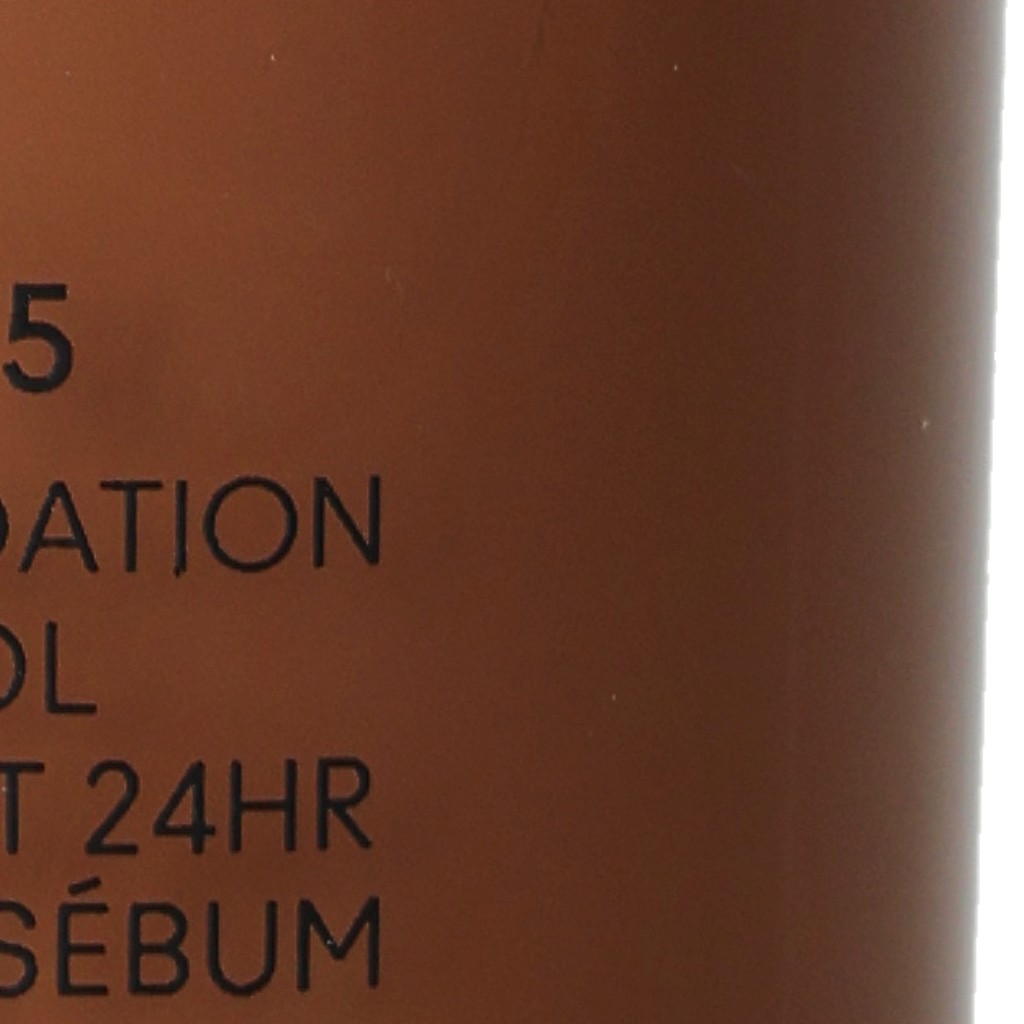 5
DATION
OL
T 24HR
SÉBUM